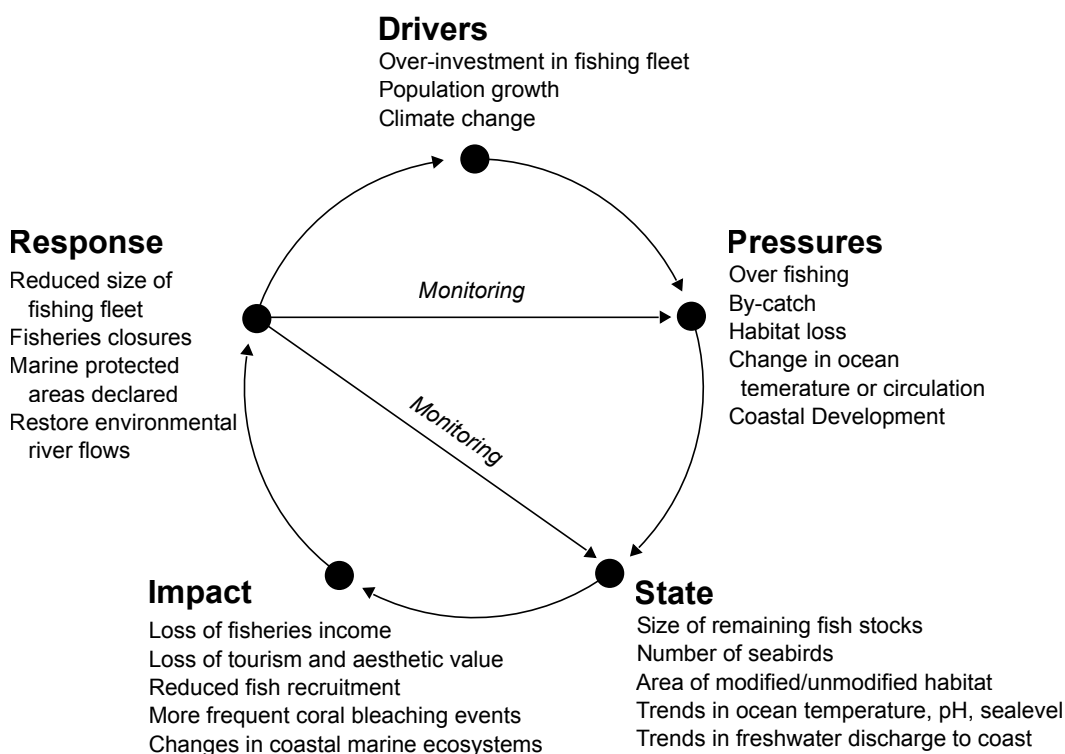 Drivers
Over-investment in fishing fleet
Population growth
Climate change
Response
Reduced size of
fishing fleet
Fisheries closures
Marine protected
areas declared
Restore environmental
river flows
Monitoring
Monitoring
Pressures
Over fishing
By-catch
Habitat loss
Change in ocean
temerature or circulation
Coastal Development
Impact
Loss of fisheries income
Loss of tourism and aesthetic value
Reduced fish recruitment
More frequent coral bleaching events
Changes in coastal marine ecosystems
State
Size of remaining fish stocks
Number of seabirds
Area of modified/unmodified habitat
Trends in ocean temperature, pH, sealevel
Trends in freshwater discharge to coast